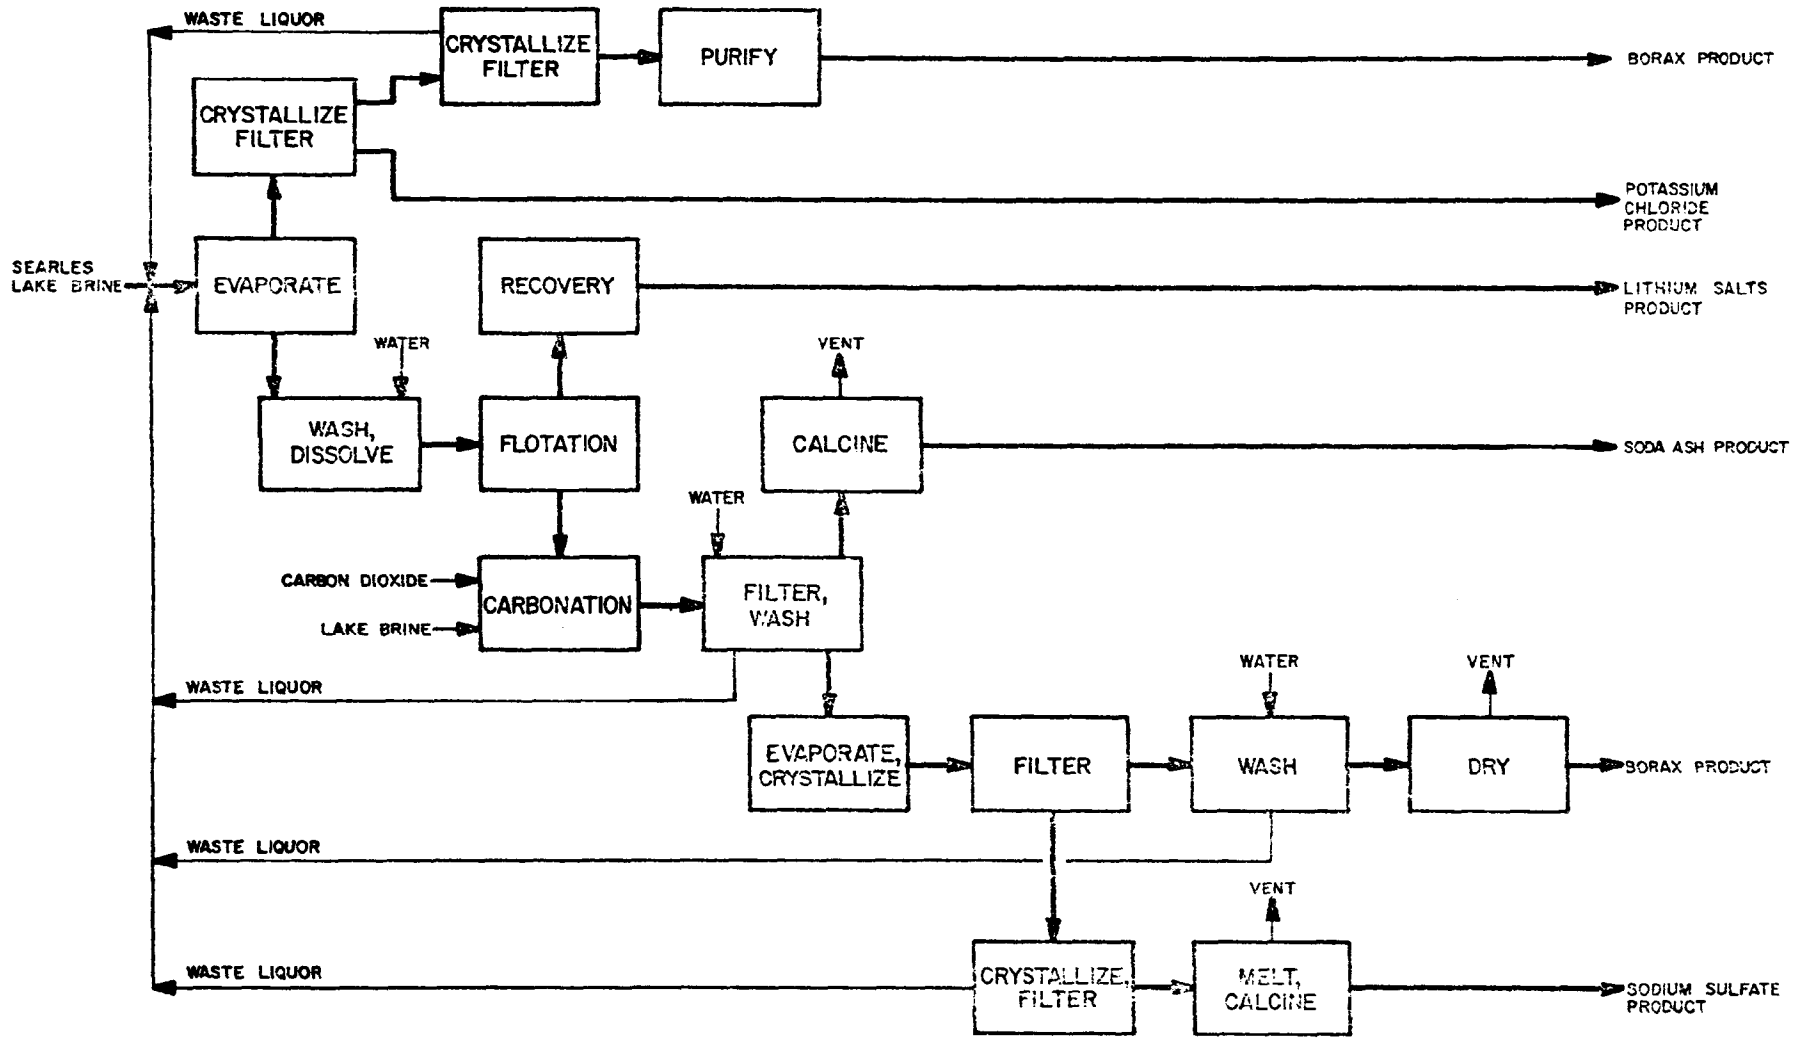 WASTE LIQUOR
CRYSTALLIZE
FILTER
PURIFY
BORAX PRODUCT
CRYSTALLIZE
FILTER
POTASSIUM
CHLORIDE
PRODUCT
SEARLES
LAKE BRINE
EVAPORATE
RECOVERY
LITHIUM SALTS
PRODUCT
WATER
VENT
WASH,
DISSOLVE
FLOTATION
CALCINE
SODA ASH PRODUCT
WATER
CARBON DIOXIDE
LAKE BRINE
CARBONATION
FILTER,
WASH
WASTE LIQUOR
WATER
VENT
EVAPORATE,
CRYSTALLIZE
FILTER
WASH
DRY
BORAX PRODUCT
WASTE LIQUOR
VENT
WASTE LIQUOR
CRYSTALLIZE,
FILTER
MELT,
CALCINE
SODIUM SULFATE
PRODUCT